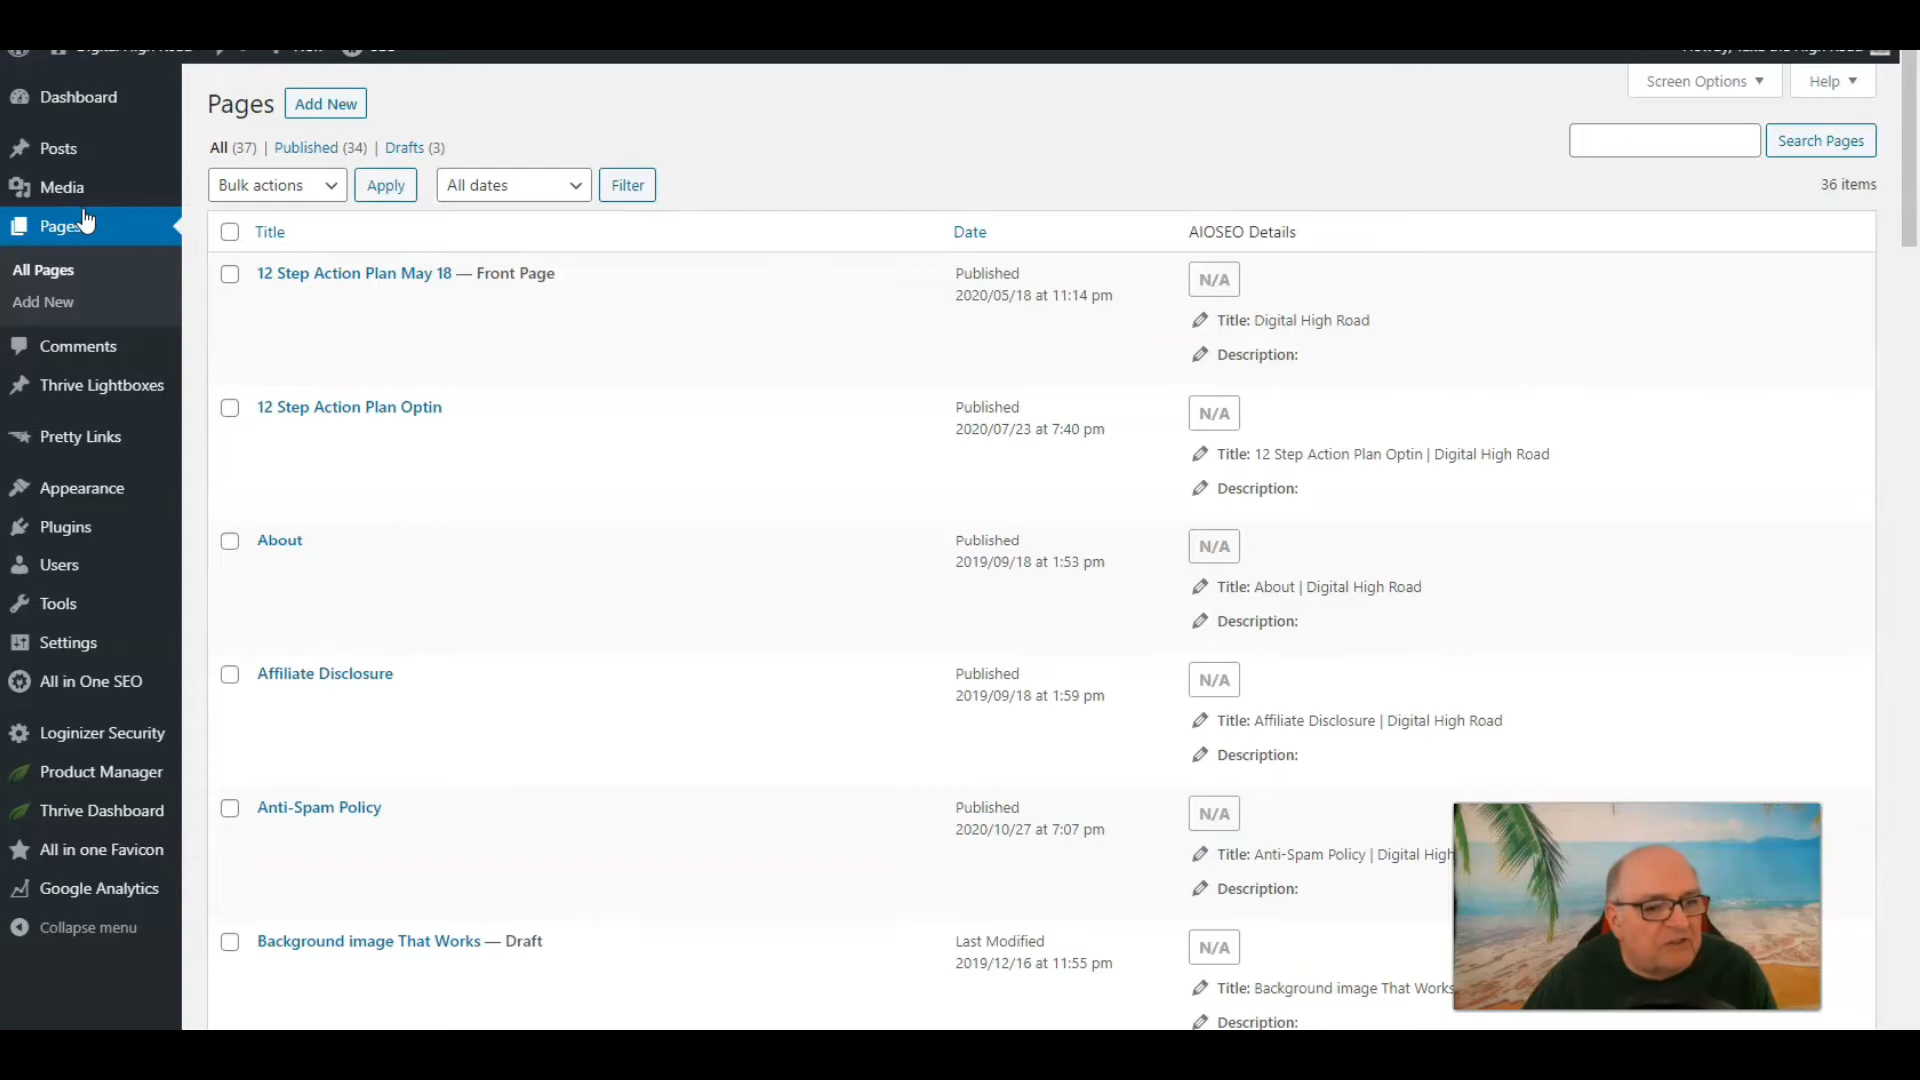 Dashboard
Posts
Media
Pages
All Pages
Add New
Comments
Thrive Lightboxes
Pretty Links
Appearance
Plugins
Users
Tools
Settings
All in One SEO
Loginizer Security
Product Manager
Thrive Dashboard
All in one Favicon
Google Analytics
Collapse menu
Screen Options Help
Pages Add New
All (37) | Published (34) | Drafts (3)
Search Pages
Bulk actions Apply All dates Filter
36 items
Title Date AIOSEO Details
12 Step Action Plan May 18 — Front Page
Published
2020/05/18 at 11:14 pm
N/A
Title: Digital High Road
Description:
12 Step Action Plan Optin
Published
2020/07/23 at 7:40 pm
N/A
Title: 12 Step Action Plan Optin | Digital High Road
Description:
About
Published
2019/09/18 at 1:53 pm
N/A
Title: About | Digital High Road
Description:
Affiliate Disclosure
Published
2019/09/18 at 1:59 pm
N/A
Title: Affiliate Disclosure | Digital High Road
Description:
Anti-Spam Policy
Published
2020/10/27 at 7:07 pm
N/A
Title: Anti-Spam Policy | Digital High
Description:
Background image That Works — Draft
Last Modified
2019/12/16 at 11:55 pm
N/A
Title: Background image That Works
Description: